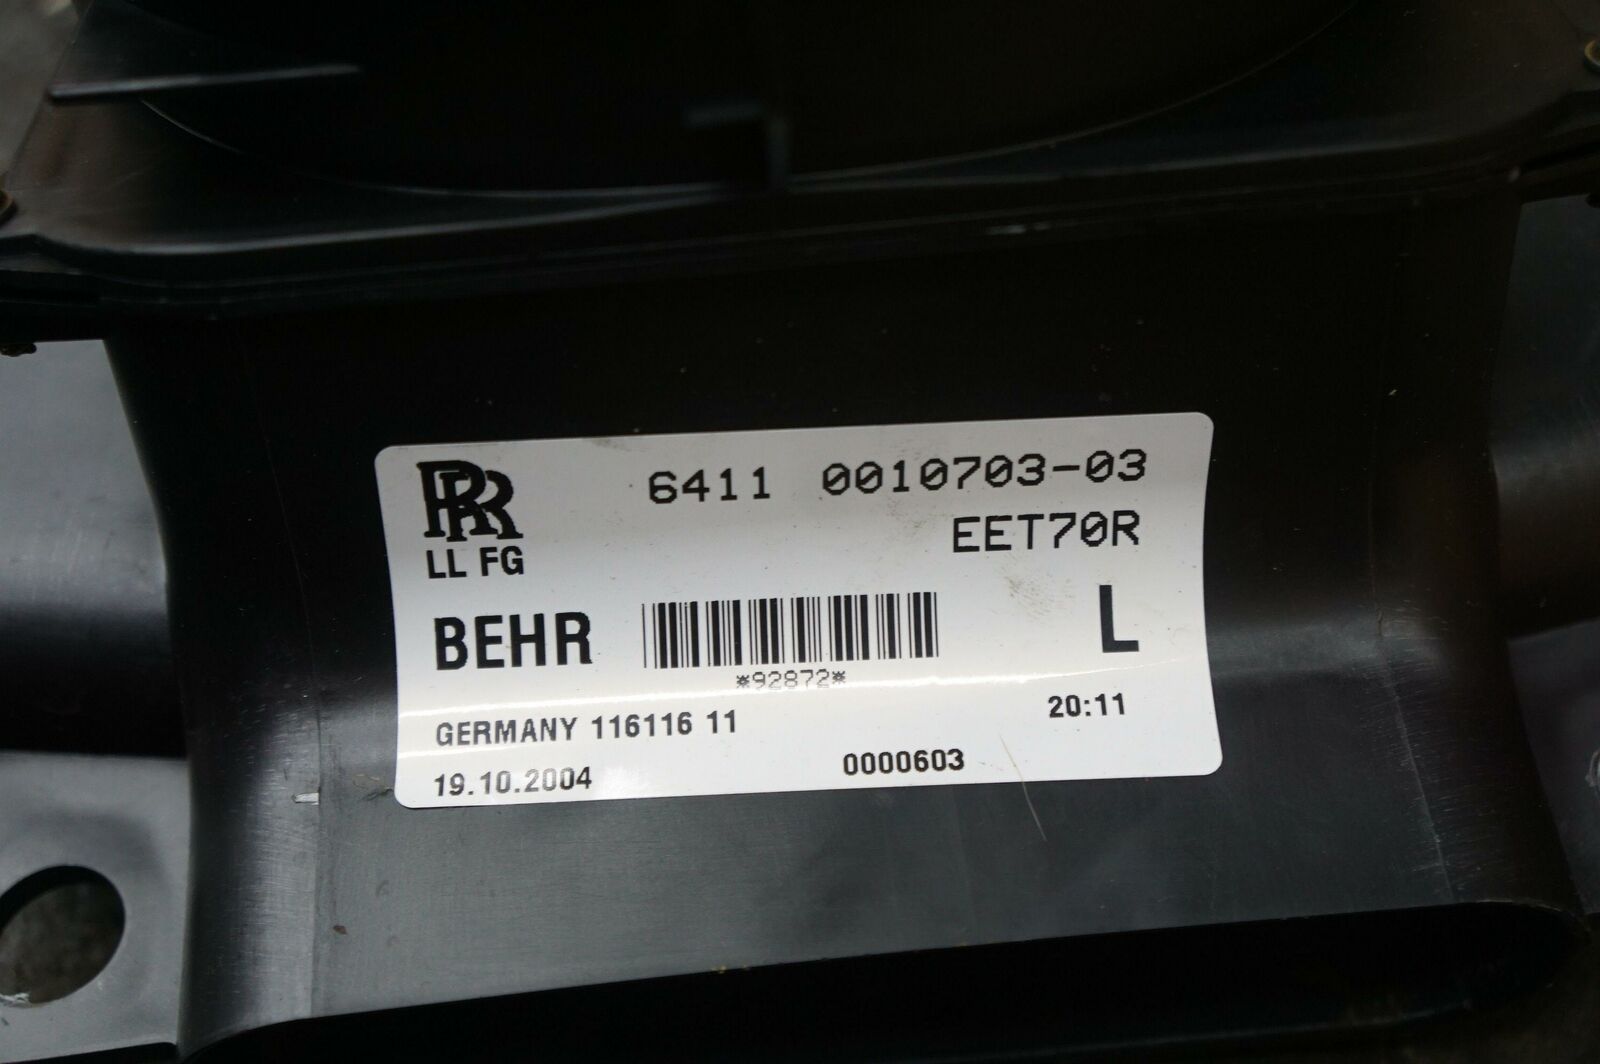 RR
6411 0010703-03
LL FG
EET70R
BEHR
L
*92872*
GERMANY 116116 11
20:11
19.10.2004
0000603